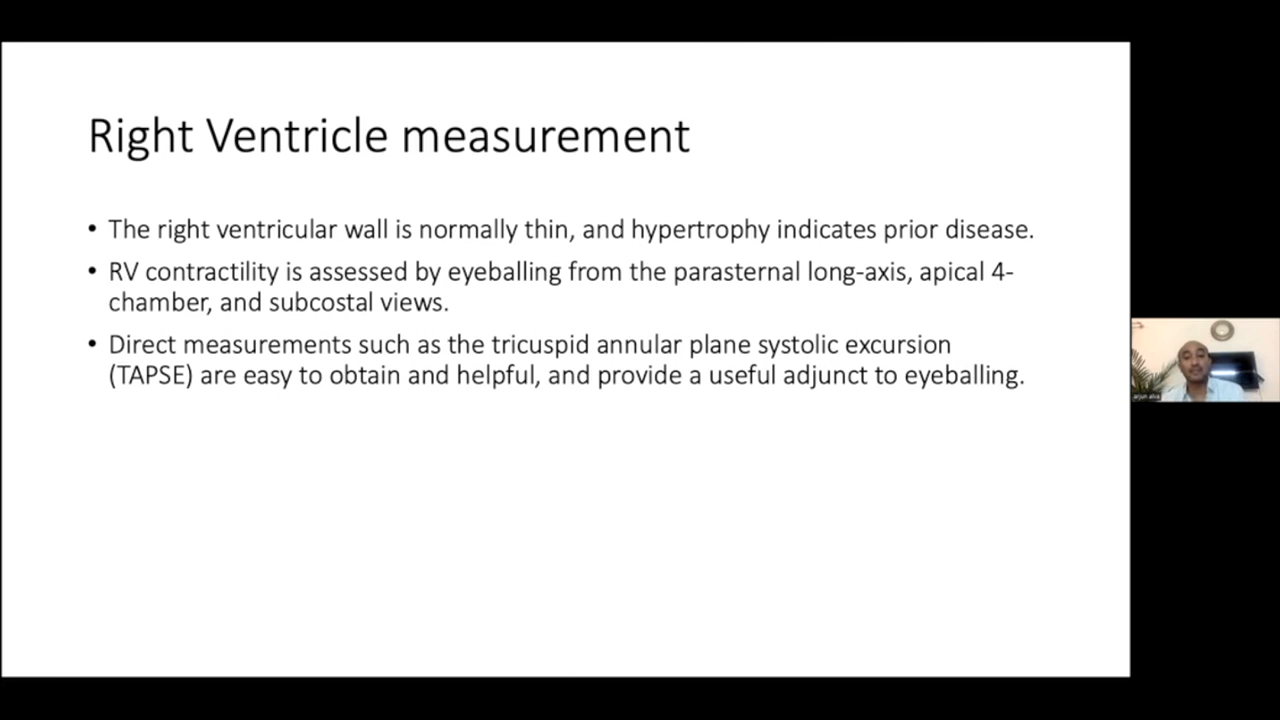 Right Ventricle measurement
• The right ventricular wall is normally thin, and hypertrophy indicates prior disease.
• RV contractility is assessed by eyeballing from the parasternal long-axis, apical 4-
chamber, and subcostal views.
• Direct measurements such as the tricuspid annular plane systolic excursion
(TAPSE) are easy to obtain and helpful, and provide a useful adjunct to eyeballing.
arjun alva